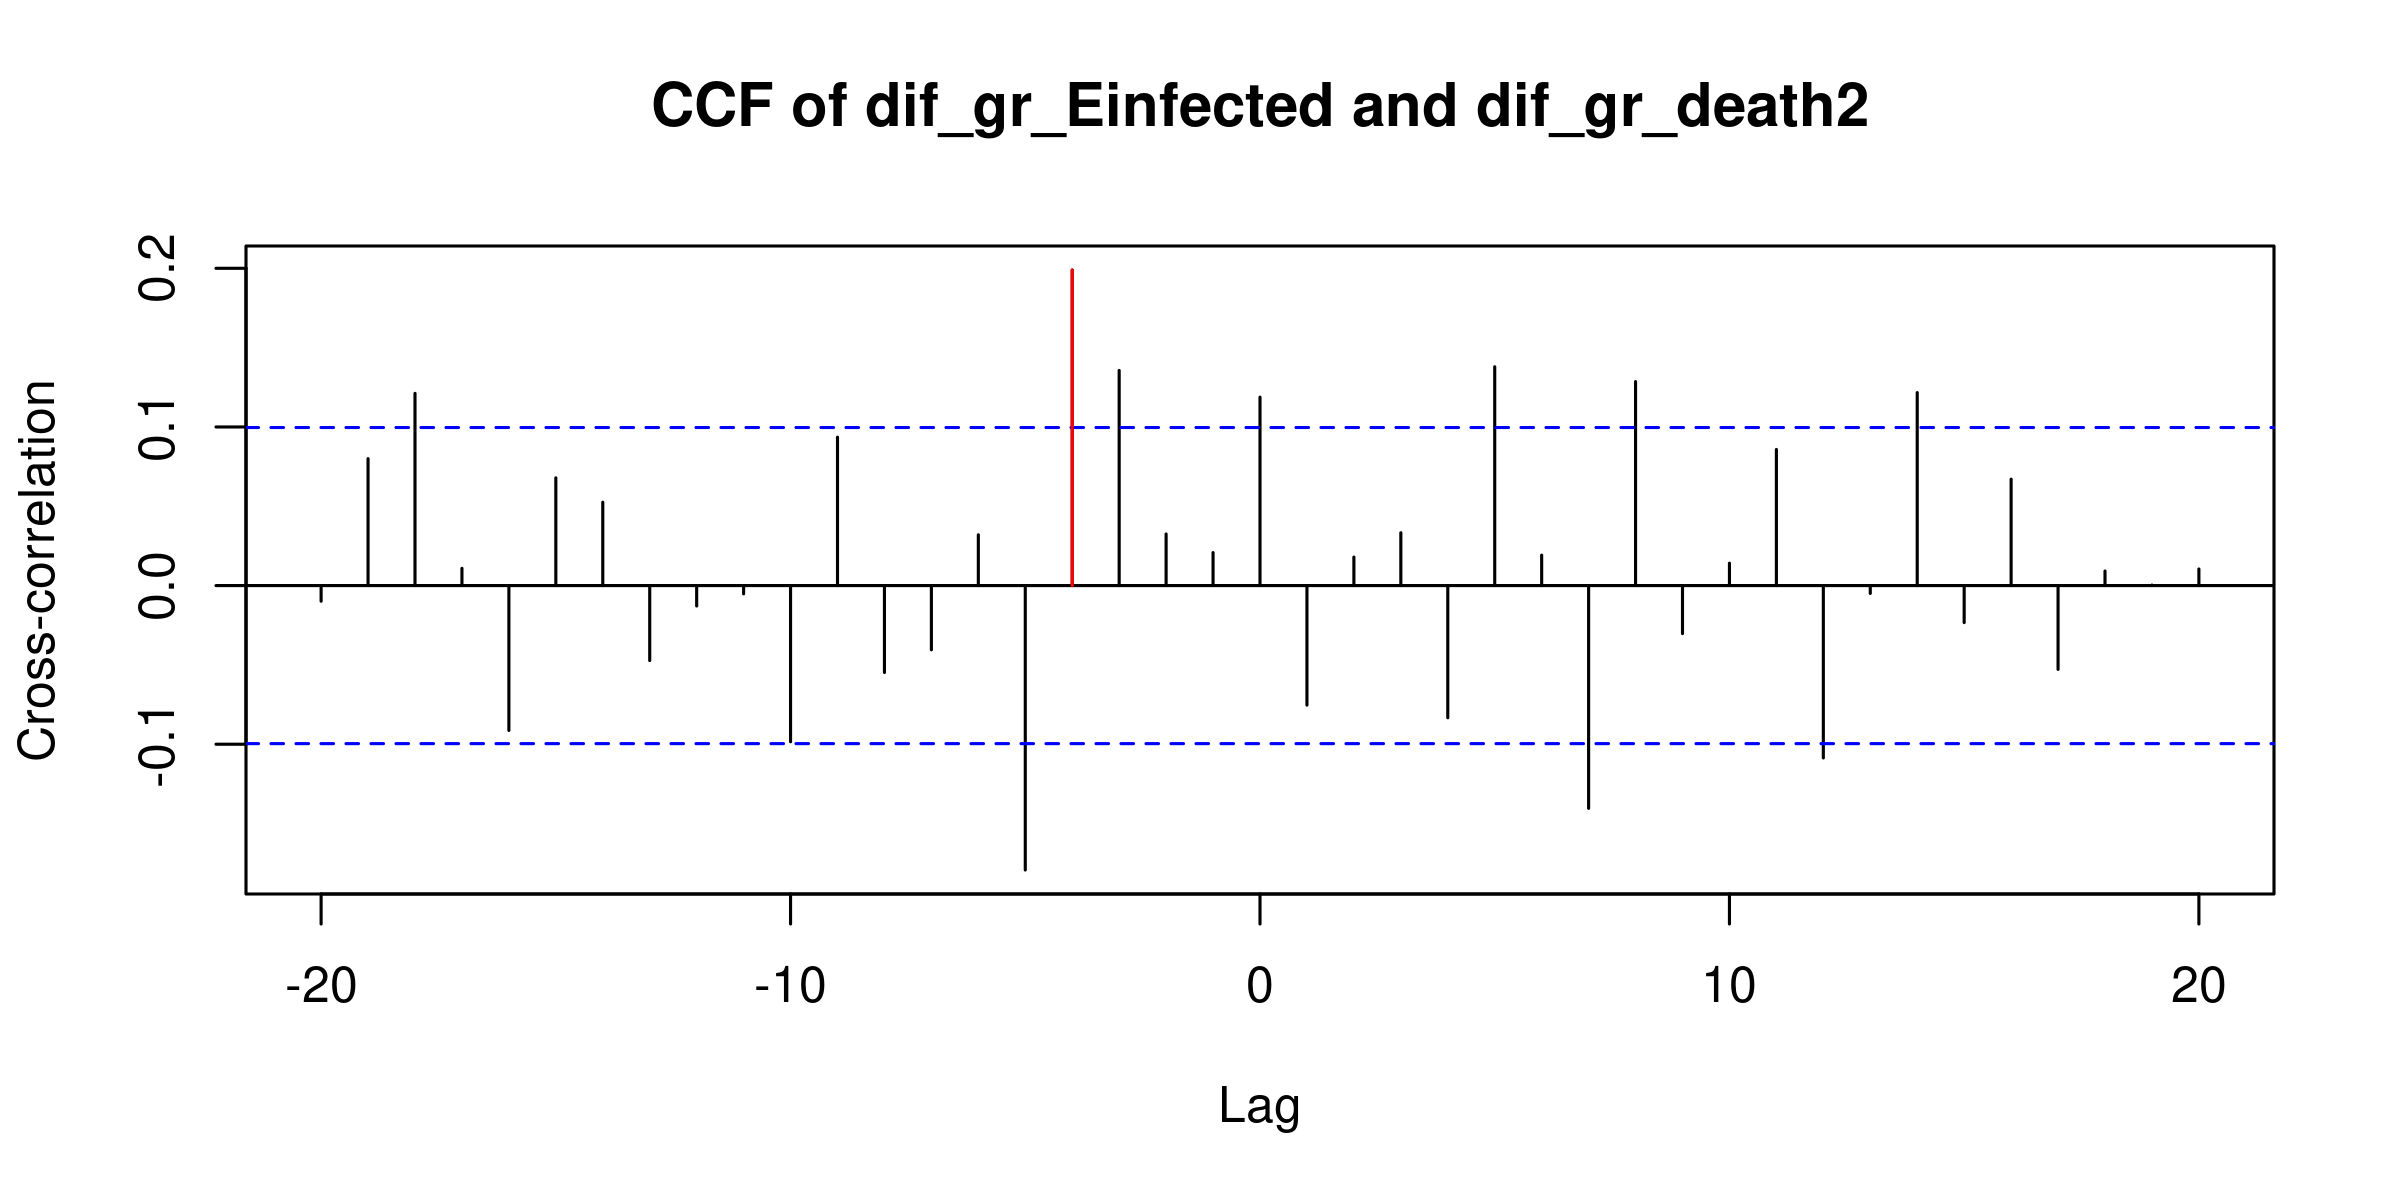 CCF of dif_gr_Einfected and dif_gr_death2
Cross-correlation
0.2
0.1
0.0
-0.1
-20 -10 0 10 20
Lag